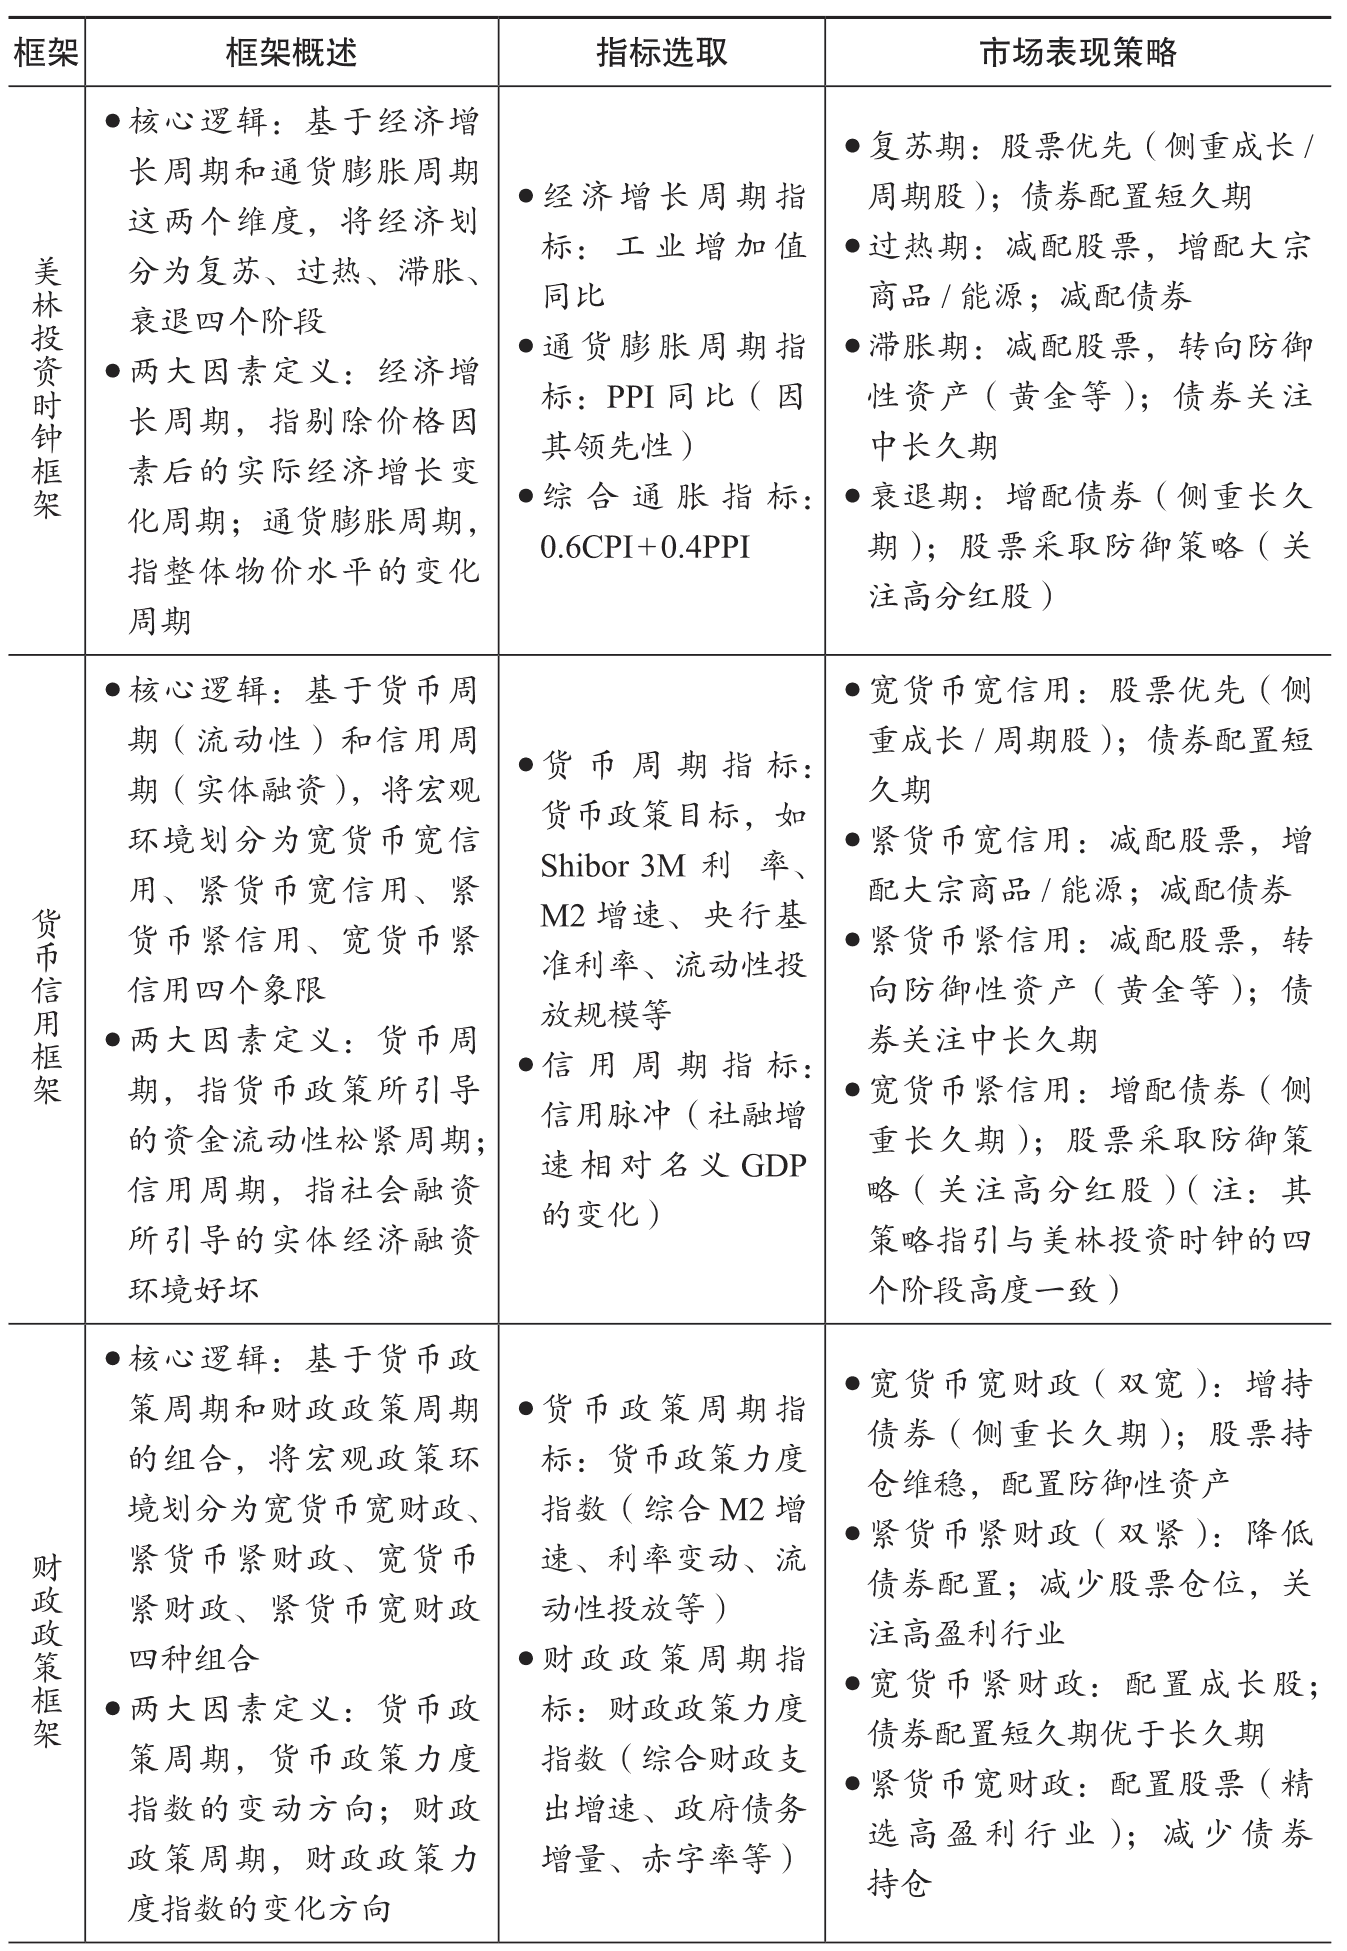 框架
框架概述
指标选取
市场表现策略
美林投资时钟框架
●核心逻辑：基于经济增
长周期和通货膨胀周期
这两个维度，将经济划
分为复苏、过热、滞胀、
衰退四个阶段
●两大因素定义：经济增
长周期，指剔除价格因
素后的实际经济增长变
化周期；通货膨胀周期，
指整体物价水平的变化
周期
●经济增长周期指
标：工业增加值
同比
●通货膨胀周期指
标：PPI同比（因
其领先性）
●综合通胀指标：
0.6CPI+0.4PPI
●复苏期：股票优先（侧重成长/
周期股）；债券配置短久期
●过热期：减配股票，增配大宗
商品/能源；减配债券
●滞胀期：减配股票，转向防御
性资产（黄金等）；债券关注
中长久期
●衰退期：增配债券（侧重长久
期）；股票采取防御策略（关
注高分红股）
货币信用框架
●核心逻辑：基于货币周
期（流动性）和信用周
期（实体融资），将宏观
环境划分为宽货币宽信
用、紧货币宽信用、紧
货币紧信用、宽货币紧
信用四个象限
●两大因素定义：货币周
期，指货币政策所引导
的资金流动性松紧周期；
信用周期，指社会融资
所引导的实体经济融资
环境好坏
●货币周期指标：
货币政策目标，如
Shibor 3M 利率、
M2增速、央行基
准利率、流动性投
放规模等
●信用周期指标：
信用脉冲（社融增
速相对名义GDP
的变化）
●宽货币宽信用：股票优先（侧
重成长/周期股）；债券配置短
久期
●紧货币宽信用：减配股票，增
配大宗商品/能源；减配债券
●紧货币紧信用：减配股票，转
向防御性资产（黄金等）；债
券关注中长久期
●宽货币紧信用：增配债券（侧
重长久期）；股票采取防御策
略（关注高分红股）（注：其
策略指引与美林投资时钟的四
个阶段高度一致）
财政政策框架
●核心逻辑：基于货币政
策周期和财政政策周期
的组合，将宏观政策环
境划分为宽货币宽财政、
紧货币紧财政、宽货币
紧财政、紧货币宽财政
四种组合
●两大因素定义：货币政
策周期，货币政策力度
指数的变动方向；财政
政策周期，财政政策力
度指数的变化方向
●货币政策周期指
标：货币政策力度
指数（综合M2增
速、利率变动、流
动性投放等）
●财政政策周期指
标：财政政策力度
指数（综合财政支
出增速、政府债务
增量、赤字率等）
●宽货币宽财政（双宽）：增持
债券（侧重长久期）；股票持
仓维稳，配置防御性资产
●紧货币紧财政（双紧）：降低
债券配置；减少股票仓位，关
注高盈利行业
●宽货币紧财政：配置成长股；
债券配置短久期优于长久期
●紧货币宽财政：配置股票（精
选高盈利行业）；减少债券
持仓